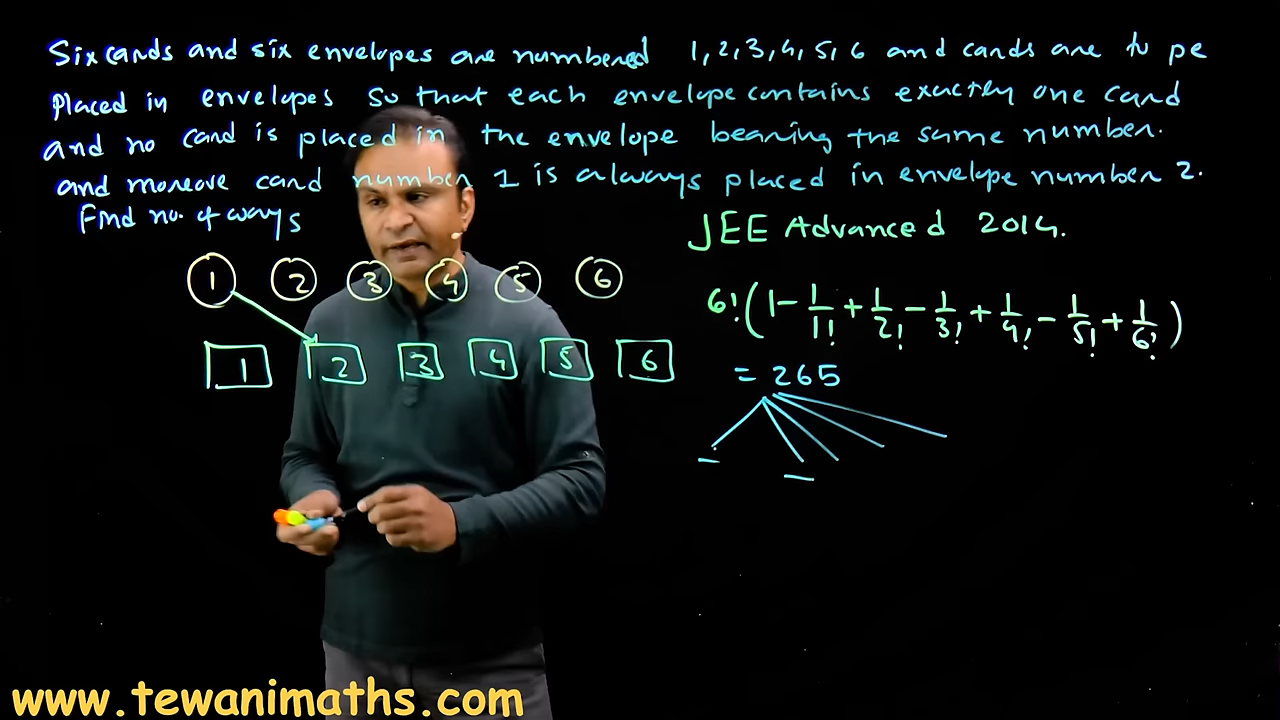 Six cards and six envelopes are numbered 1, 2, 3, 4, 5, 6 and cards are to pe
placed in envelopes so that each envelope contains exactly one card
and no card is placed in the envelope bearing the same number.
and moreove card number 1 is always placed in envelope number 2.
Find no. of ways
JEE Advanced 2014.
1 2 3 4 5 6
6! ( 1 - 1/1! + 1/2! - 1/3! + 1/4! - 1/5! + 1/6! )
1 2 3 4 5 6
= 265
www.tewanimaths.com